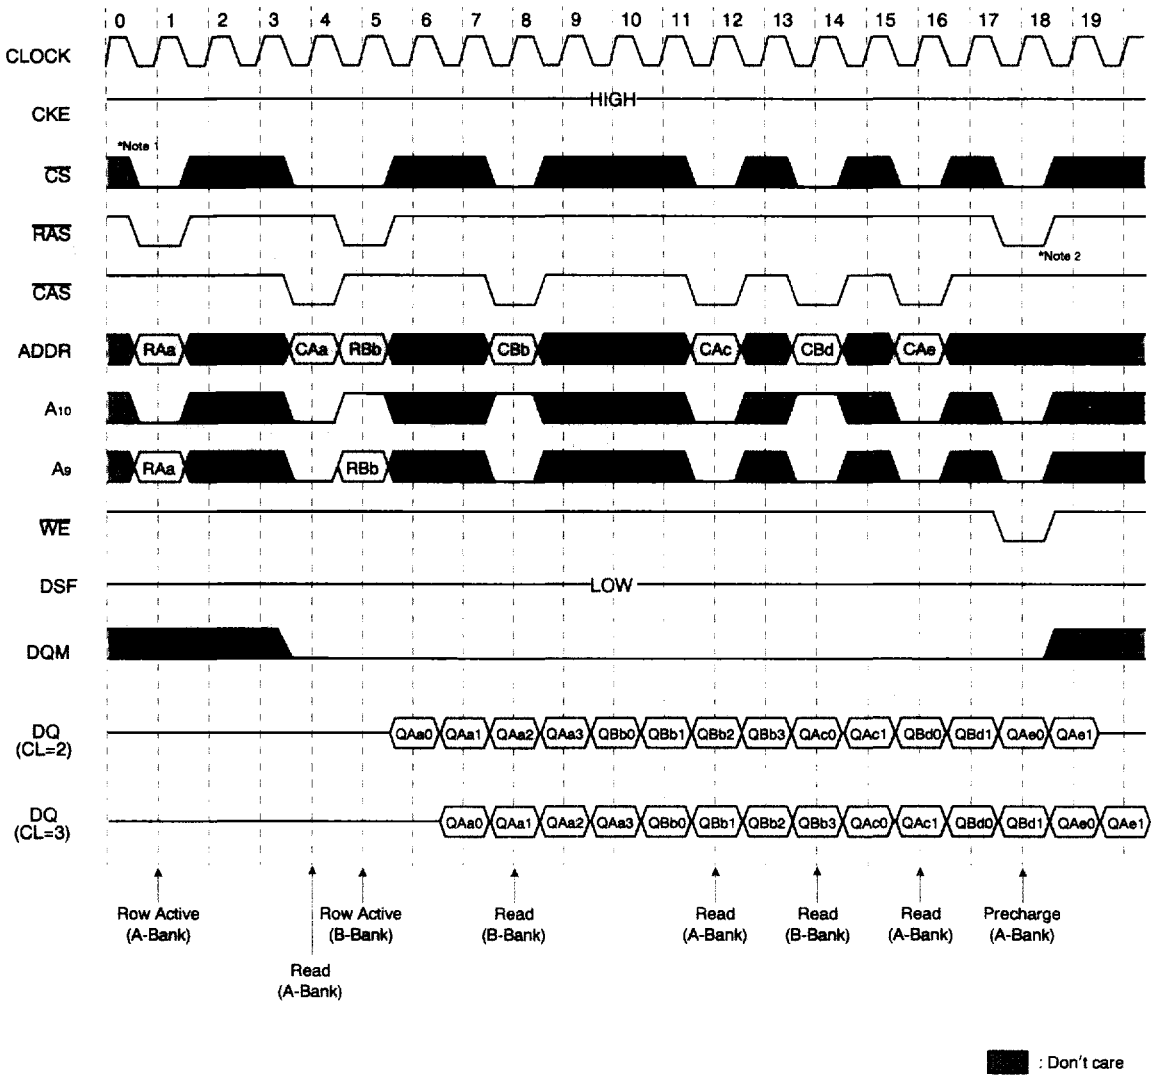 0 1 2 3 4 5 6 7 8 9 10 11 12 13 14 15 16 17 18 19
CLOCK
HIGH
CKE
*Note 1
CS
RAS
*Note 2
CAS
ADDR RAa CAa RBb CBb CAc CBd CAe
A10
A9 RAa RBb
WE
DSF LOW
DQM
DQ
(CL=2)
QAa0 QAa1 QAa2 QAa3 QBb0 QBb1 QBb2 QBb3 QAc0 QAc1 QBd0 QBd1 QAe0 QAe1
DQ
(CL=3)
QAa0 QAa1 QAa2 QAa3 QBb0 QBb1 QBb2 QBb3 QAc0 QAc1 QBd0 QBd1 QAe0 QAe1
Row Active
(A-Bank)
Read
(A-Bank)
Row Active
(B-Bank)
Read
(B-Bank)
Read
(A-Bank)
Read
(B-Bank)
Read
(A-Bank)
Precharge
(A-Bank)
: Don't care